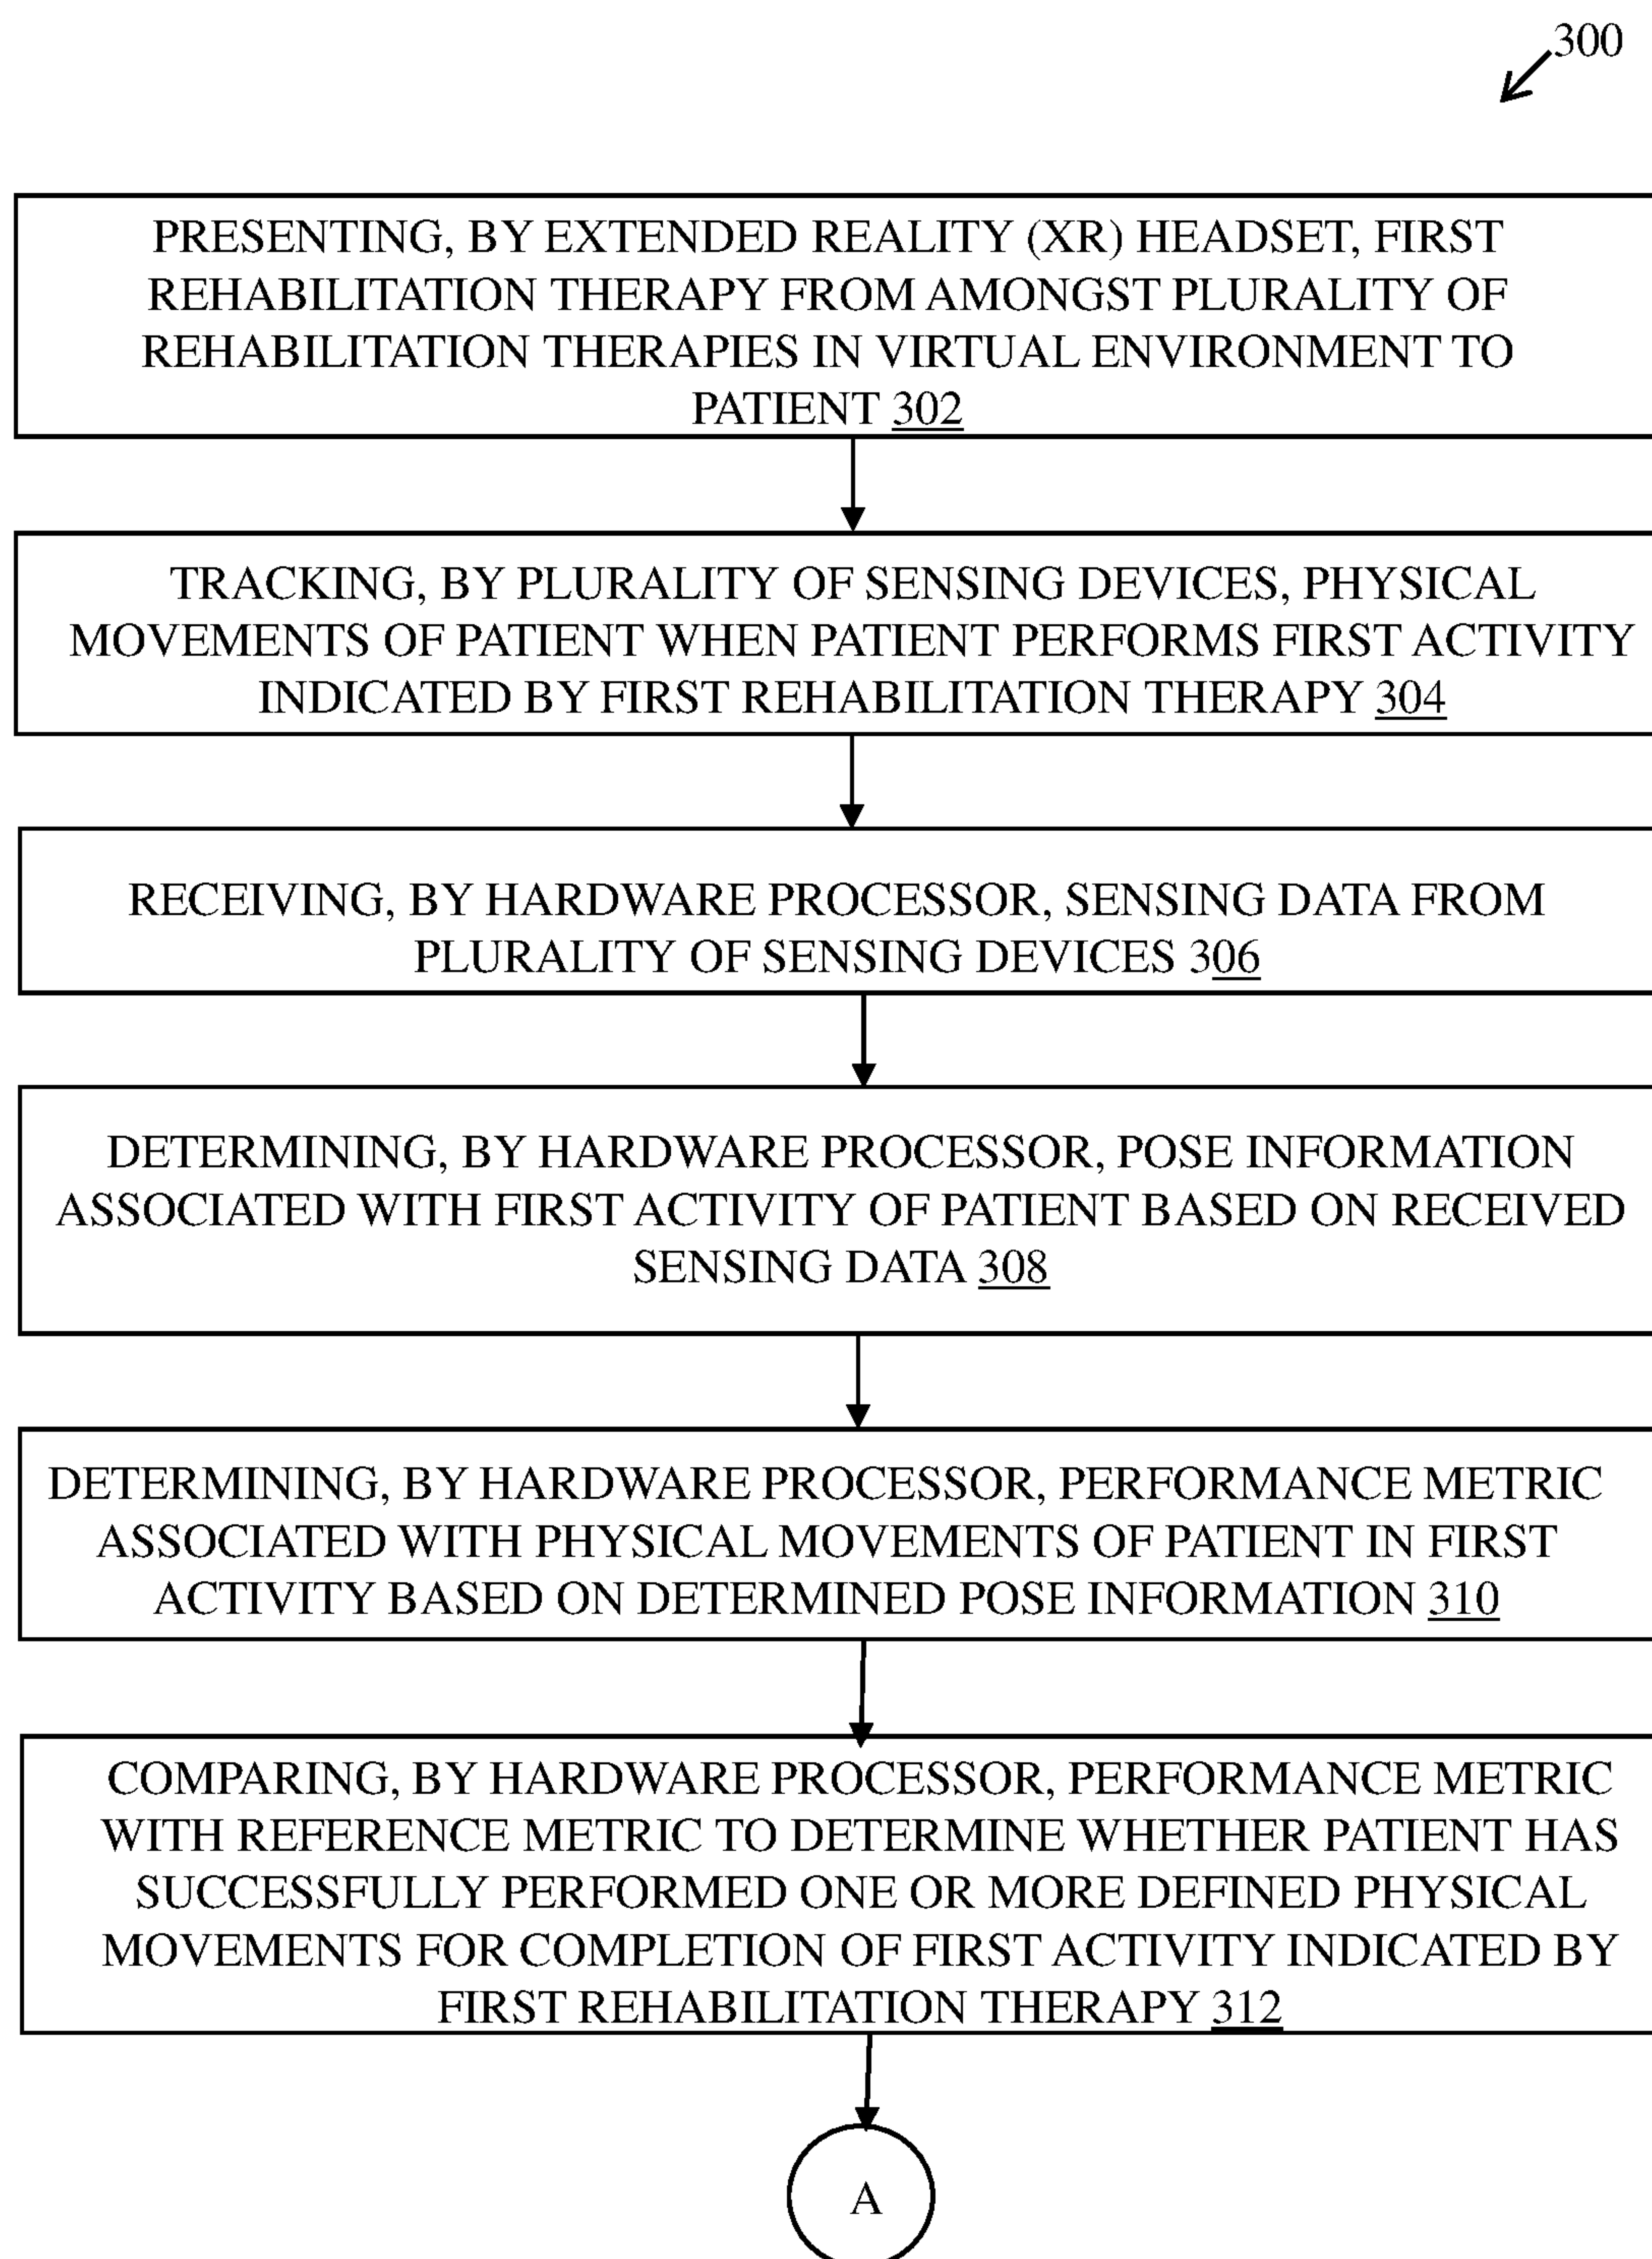 300
PRESENTING, BY EXTENDED REALITY (XR) HEADSET, FIRST
REHABILITATION THERAPY FROM AMONGST PLURALITY OF
REHABILITATION THERAPIES IN VIRTUAL ENVIRONMENT TO
PATIENT 302
TRACKING, BY PLURALITY OF SENSING DEVICES, PHYSICAL
MOVEMENTS OF PATIENT WHEN PATIENT PERFORMS FIRST ACTIVITY
INDICATED BY FIRST REHABILITATION THERAPY 304
RECEIVING, BY HARDWARE PROCESSOR, SENSING DATA FROM
PLURALITY OF SENSING DEVICES 306
DETERMINING, BY HARDWARE PROCESSOR, POSE INFORMATION
ASSOCIATED WITH FIRST ACTIVITY OF PATIENT BASED ON RECEIVED
SENSING DATA 308
DETERMINING, BY HARDWARE PROCESSOR, PERFORMANCE METRIC
ASSOCIATED WITH PHYSICAL MOVEMENTS OF PATIENT IN FIRST
ACTIVITY BASED ON DETERMINED POSE INFORMATION 310
COMPARING, BY HARDWARE PROCESSOR, PERFORMANCE METRIC
WITH REFERENCE METRIC TO DETERMINE WHETHER PATIENT HAS
SUCCESSFULLY PERFORMED ONE OR MORE DEFINED PHYSICAL
MOVEMENTS FOR COMPLETION OF FIRST ACTIVITY INDICATED BY
FIRST REHABILITATION THERAPY 312
A